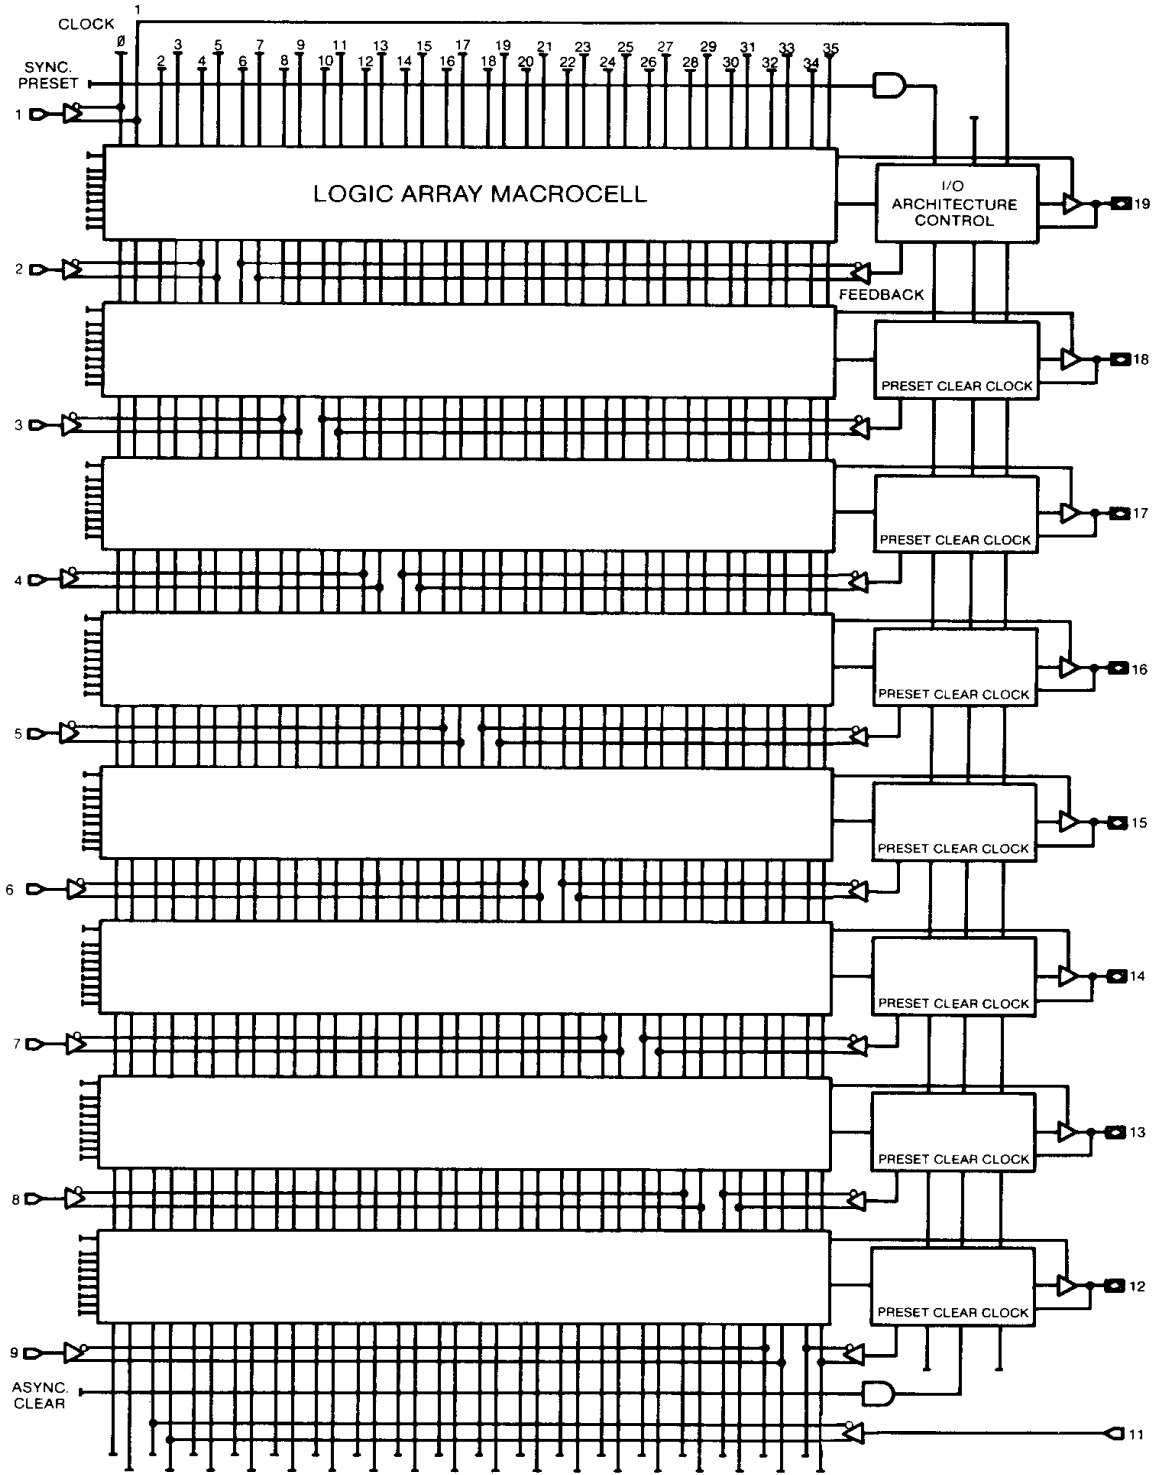 1
CLOCK
Ø 3 5 7 9 11 13 15 17 19 21 23 25 27 29 31 33 35
2 4 6 8 10 12 14 16 18 20 22 24 26 28 30 32 34
SYNC.
PRESET
1
LOGIC ARRAY MACROCELL
I/O
ARCHITECTURE
CONTROL
19
2
FEEDBACK
18
PRESET CLEAR CLOCK
3
17
PRESET CLEAR CLOCK
4
16
PRESET CLEAR CLOCK
5
15
PRESET CLEAR CLOCK
6
14
PRESET CLEAR CLOCK
7
13
PRESET CLEAR CLOCK
8
12
PRESET CLEAR CLOCK
9
ASYNC.
CLEAR
11